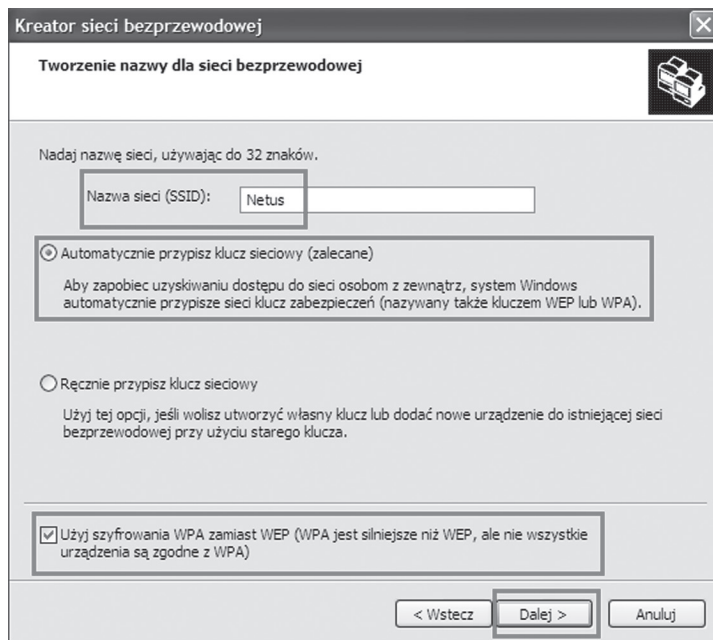 Kreator sieci bezprzewodowej
Tworzenie nazwy dla sieci bezprzewodowej
Nadaj nazwę sieci, używając do 32 znaków.
Nazwa sieci (SSID): Netus
Automatycznie przypisz klucz sieciowy (zalecane)
Aby zapobiec uzyskiwaniu dostępu do sieci osobom z zewnątrz, system Windows
automatycznie przypisze sieci klucz zabezpieczeń (nazywany także kluczem WEP lub WPA).
Ręcznie przypisz klucz sieciowy
Użyj tej opcji, jeśli wolisz utworzyć własny klucz lub dodać nowe urządzenie do istniejącej sieci
bezprzewodowej przy użyciu starego klucza.
Użyj szyfrowania WPA zamiast WEP (WPA jest silniejsze niż WEP, ale nie wszystkie
urządzenia są zgodne z WPA)
< Wstecz Dalej > Anuluj